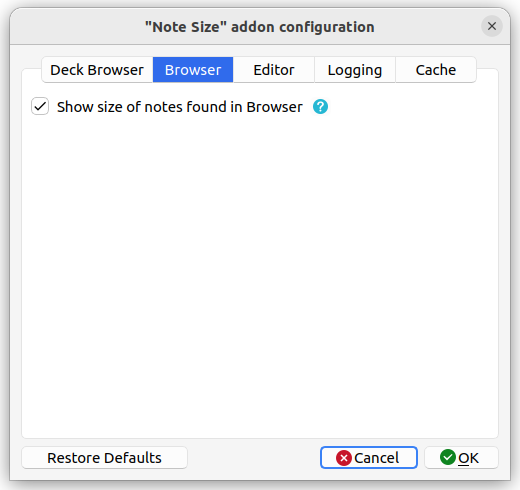 "Note Size" addon configuration
Deck Browser Browser Editor Logging Cache
Show size of notes found in Browser ?
Restore Defaults Cancel OK